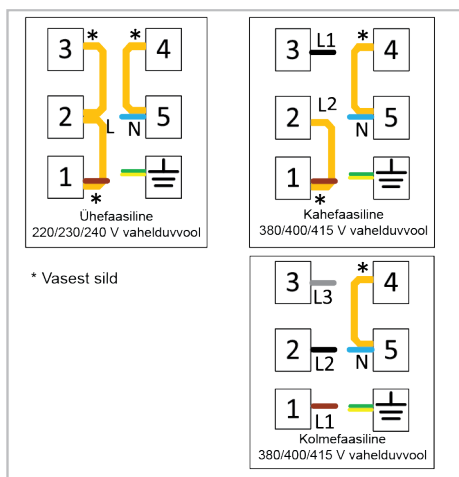 3 * * 4
2 L N 5
1 *
Ühefaasiline
220/230/240 V vahelduvvool
3 L1 * 4
2 L2 N 5
1 *
Kahefaasiline
380/400/415 V vahelduvvool
* Vasest sild
3 L3 * 4
2 L2 N 5
1 L1
Kolmefaasiline
380/400/415 V vahelduvvool